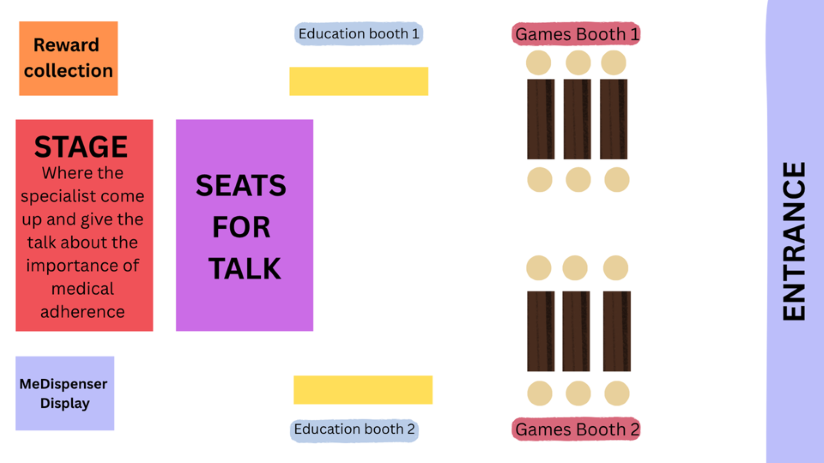 Reward
collection
Education booth 1
Games Booth 1
STAGE
Where the
specialist come
up and give the
talk about the
importance of
medical
adherence
SEATS
FOR
TALK
ENTRANCE
MeDispenser
Display
Education booth 2
Games Booth 2